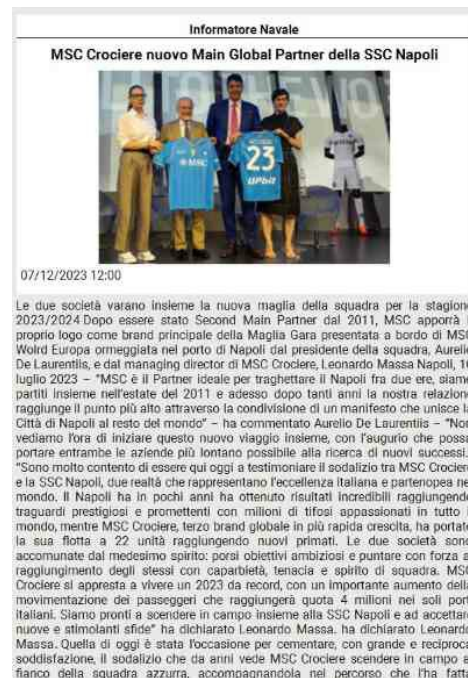 Informatore Navale
MSC Crociere nuovo Main Global Partner della SSC Napoli
MSC
23
UPbit
07/12/2023 12:00
Le due società varano insieme la nuova maglia della squadra per la stagione
2023/2024 Dopo essere stato Second Main Partner dal 2011, MSC apporrà
proprio logo come brand principale della Maglia Gara presentata a bordo di MSC
Wolrd Europa ormeggiata nel porto di Napoli dal presidente della squadra, Aurelio
De Laurentiis, e dal managing director di MSC Crociere, Leonardo Massa Napoli, 10
luglio 2023 – "MSC è il Partner ideale per traghettare il Napoli fra due ere, siamo
partiti insieme nell'estate del 2011 e adesso dopo tanti anni la nostra relazione
raggiunge il punto più alto attraverso la condivisione di un manifesto che unisce la
Città di Napoli al resto del mondo" – ha commentato Aurelio De Laurentiis – "Non
vediamo l'ora di iniziare questo nuovo viaggio insieme, con l'augurio che possa
portare entrambe le aziende più lontano possibile alla ricerca di nuovi successi."
"Sono molto contento di essere qui oggi a testimoniare il sodalizio tra MSC Crociere
e la SSC Napoli, due realtà che rappresentano l'eccellenza italiana e partenopea nel
mondo. Il Napoli ha in pochi anni ha ottenuto risultati incredibili raggiungendo
traguardi prestigiosi e promettenti con milioni di tifosi appassionati in tutto
mondo, mentre MSC Crociere, terzo brand globale in più rapida crescita, ha portato
la sua flotta a 22 unità raggiungendo nuovi primati. Le due società sono
accomunate dal medesimo spirito: porsi obiettivi ambiziosi e puntare con forza al
raggiungimento degli stessi con caparbietà, tenacia e spirito di squadra. MSC
Crociere si appresta a vivere un 2023 da record, con un importante aumento della
movimentazione dei passeggeri che raggiungerà quota 4 milioni nei soli porti
italiani. Siamo pronti a scendere in campo insieme alla SSC Napoli e ad accettare
nuove e stimolanti sfide" ha dichiarato Leonardo Massa. ha dichiarato Leonardo
Massa. Quella di oggi è stata l'occasione per cementare, con grande e reciproca
soddisfazione, il sodalizio che da anni vede MSC Crociere scendere in campo al
fianco della squadra azzurra, accompagnandola nel percorso che l'ha fatta